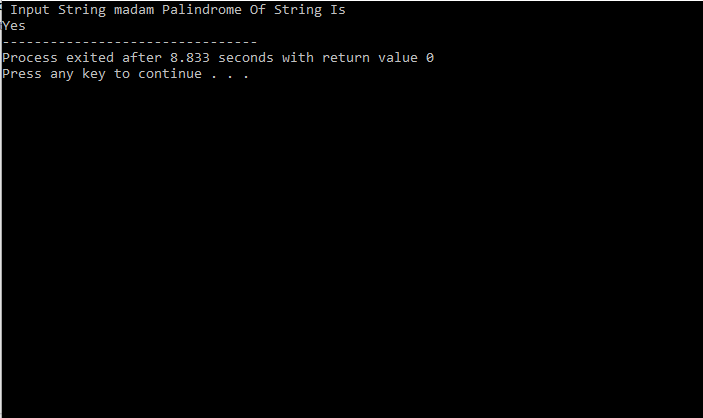 Input String madam Palindrome Of String Is
Yes
--------------------------------
Process exited after 8.833 seconds with return value 0
Press any key to continue . . .